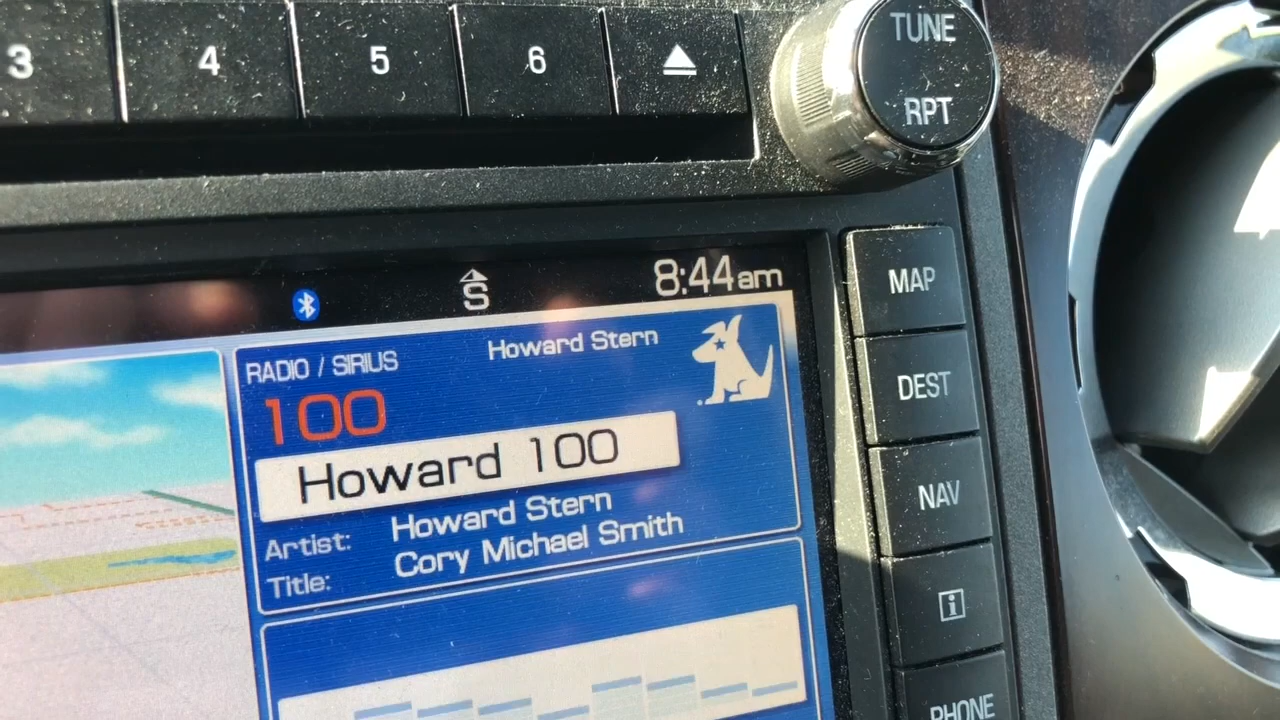 3 4 5 6
TUNE
RPT
S
8:44am
RADIO / SIRIUS
Howard Stern
100
Howard 100
Artist: Howard Stern
Title: Cory Michael Smith
MAP
DEST
NAV
i
PHONE